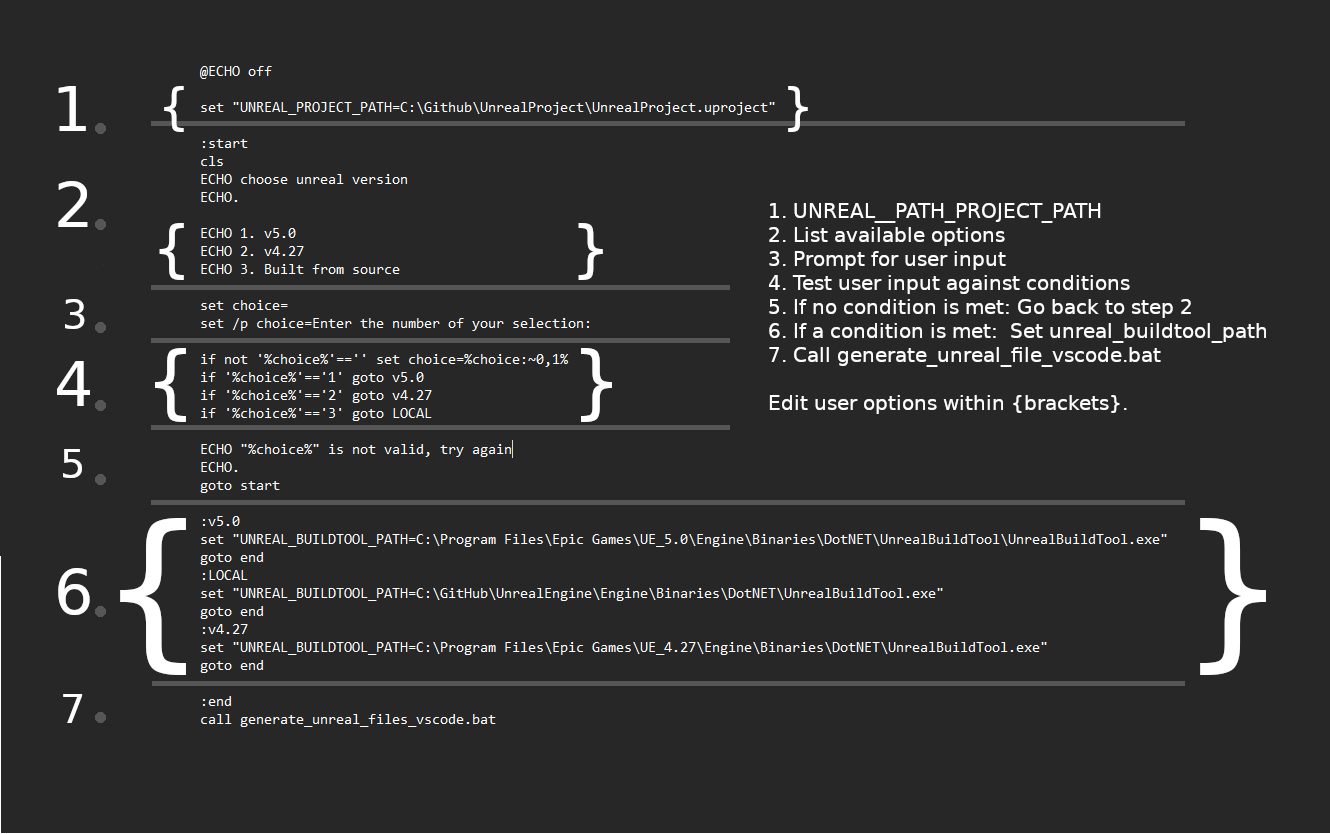 @ECHO off
1. { set "UNREAL_PROJECT_PATH=C:\Github\UnrealProject\UnrealProject.uproject" }
:start
cls
ECHO choose unreal version
2.
ECHO.
{ ECHO 1. v5.0
ECHO 2. v4.27
ECHO 3. Built from source }
3.
set choice=
set /p choice=Enter the number of your selection:
4.
{ if not '%choice%'=='' set choice=%choice:~0,1%
if '%choice%'=='1' goto v5.0
if '%choice%'=='2' goto v4.27
if '%choice%'=='3' goto LOCAL }
5.
ECHO "%choice%" is not valid, try again
ECHO.
goto start
6.
{ :v5.0
set "UNREAL_BUILDTOOL_PATH=C:\Program Files\Epic Games\UE_5.0\Engine\Binaries\DotNET\UnrealBuildTool\UnrealBuildTool.exe"
goto end
:LOCAL
set "UNREAL_BUILDTOOL_PATH=C:\GitHub\UnrealEngine\Engine\Binaries\DotNET\UnrealBuildTool.exe"
goto end
:v4.27
set "UNREAL_BUILDTOOL_PATH=C:\Program Files\Epic Games\UE_4.27\Engine\Binaries\DotNET\UnrealBuildTool.exe"
goto end }
7.
:end
call generate_unreal_files_vscode.bat
1. UNREAL__PATH_PROJECT_PATH
2. List available options
3. Prompt for user input
4. Test user input against conditions
5. If no condition is met: Go back to step 2
6. If a condition is met:  Set unreal_buildtool_path
7. Call generate_unreal_file_vscode.bat
Edit user options within {brackets}.